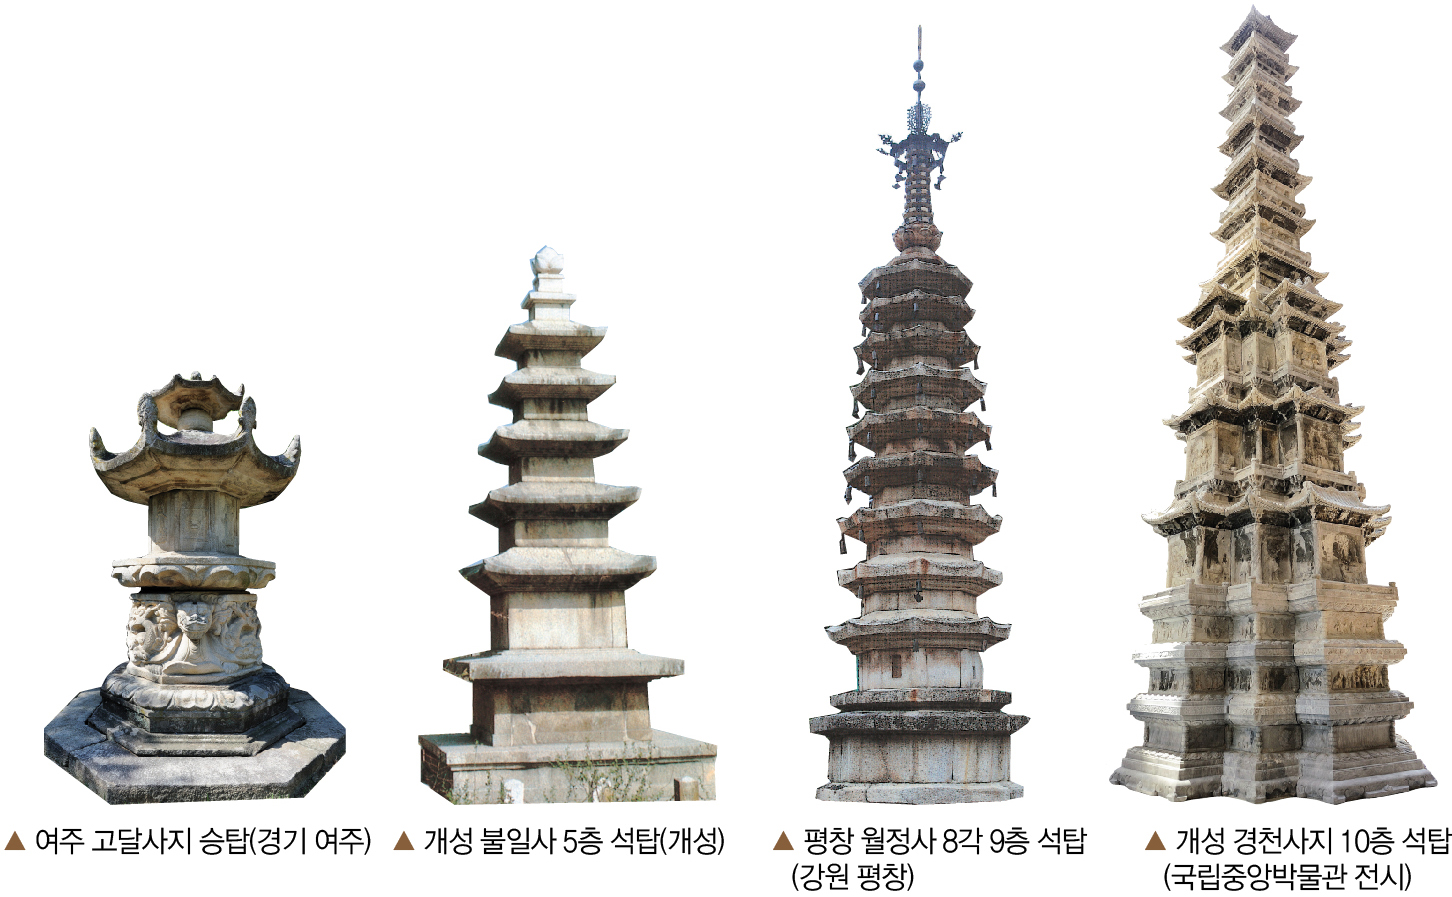 ▲ 여주 고달사지 승탑(경기 여주)
▲ 개성 불일사 5층 석탑(개성)
▲ 평창 월정사 8각 9층 석탑
(강원 평창)
▲ 개성 경천사지 10층 석탑
(국립중앙박물관 전시)